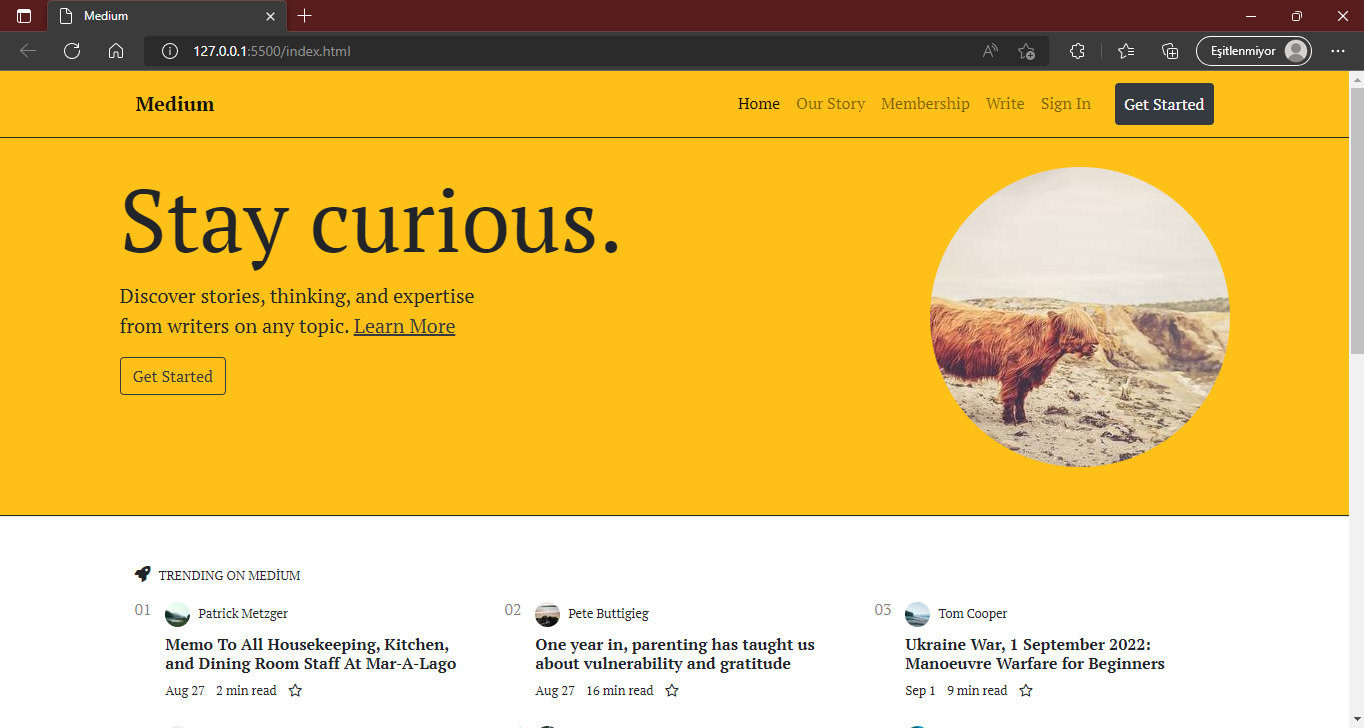 Medium
127.0.0.1:5500/index.html
Eşitlenmiyor
Medium
Home Our Story Membership Write Sign In Get Started
Stay curious.
Discover stories, thinking, and expertise
from writers on any topic. Learn More
Get Started
TRENDING ON MEDİUM
01 Patrick Metzger
Memo To All Housekeeping, Kitchen,
and Dining Room Staff At Mar-A-Lago
Aug 27 2 min read
02 Pete Buttigieg
One year in, parenting has taught us
about vulnerability and gratitude
Aug 27 16 min read
03 Tom Cooper
Ukraine War, 1 September 2022:
Manoeuvre Warfare for Beginners
Sep 1 9 min read